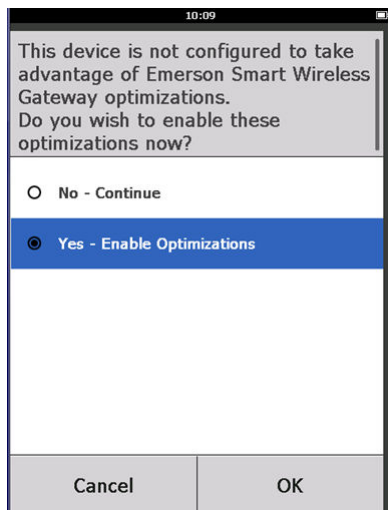 10:09
This device is not configured to take
advantage of Emerson Smart Wireless
Gateway optimizations.
Do you wish to enable these
optimizations now?
No - Continue
Yes - Enable Optimizations
Cancel
OK